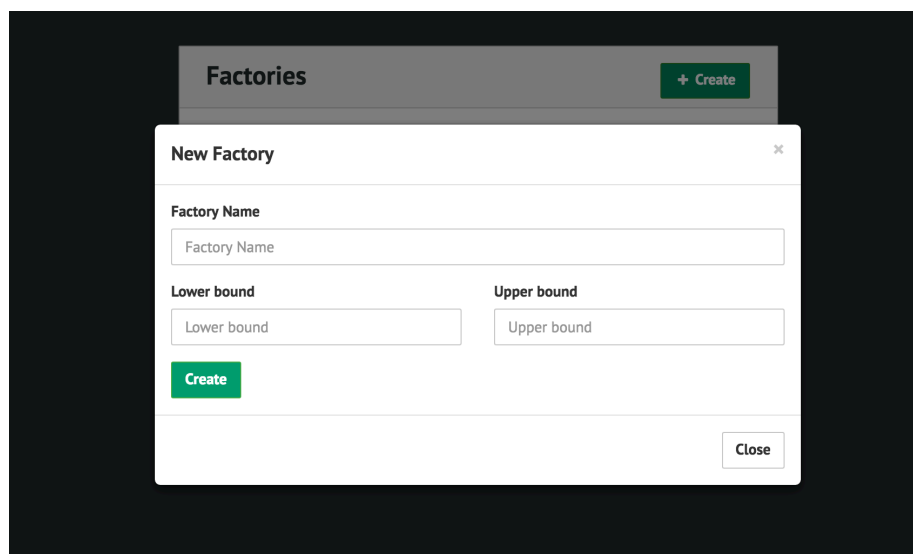 Factories
+ Create
New Factory
×
Factory Name
Factory Name
Lower bound
Upper bound
Lower bound
Upper bound
Create
Close